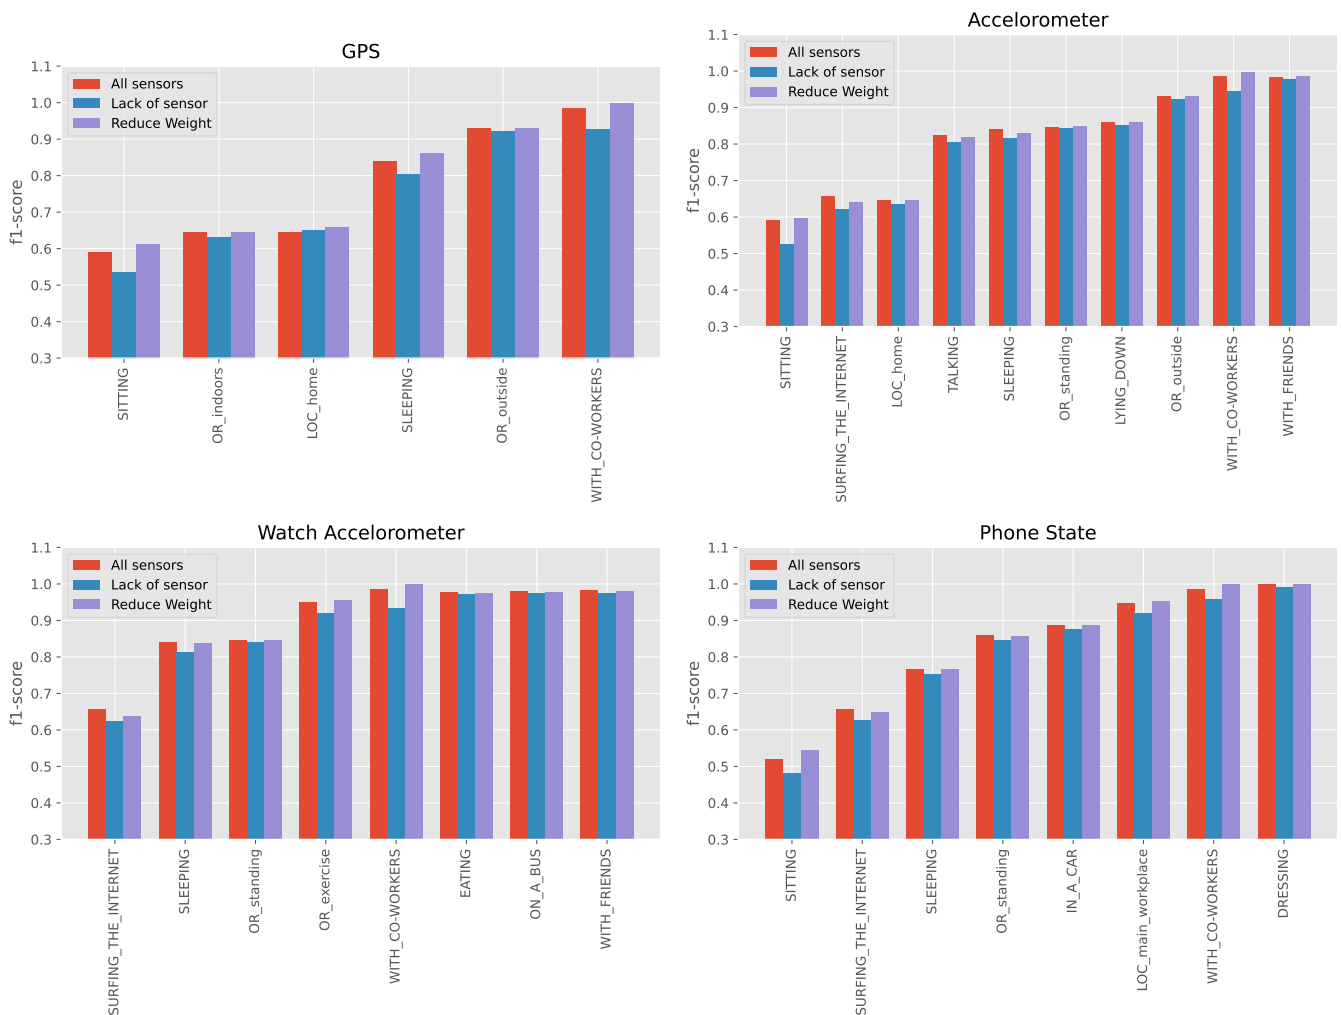 GPS
f1-score
1.1
1.0
0.9
0.8
0.7
0.6
0.5
0.4
0.3
All sensors
Lack of sensor
Reduce Weight
SITTING
OR_indoors
LOC_home
SLEEPING
OR_outside
WITH_CO-WORKERS
Accelorometer
f1-score
1.1
1.0
0.9
0.8
0.7
0.6
0.5
0.4
0.3
All sensors
Lack of sensor
Reduce Weight
SITTING
SURFING_THE_INTERNET
LOC_home
TALKING
SLEEPING
OR_standing
LYING_DOWN
OR_outside
WITH_CO-WORKERS
WITH_FRIENDS
Watch Accelorometer
f1-score
1.1
1.0
0.9
0.8
0.7
0.6
0.5
0.4
0.3
All sensors
Lack of sensor
Reduce Weight
SURFING_THE_INTERNET
SLEEPING
OR_standing
OR_exercise
WITH_CO-WORKERS
EATING
ON_A_BUS
WITH_FRIENDS
Phone State
f1-score
1.1
1.0
0.9
0.8
0.7
0.6
0.5
0.4
0.3
All sensors
Lack of sensor
Reduce Weight
SITTING
SURFING_THE_INTERNET
SLEEPING
OR_standing
IN_A_CAR
LOC_main_workplace
WITH_CO-WORKERS
DRESSING